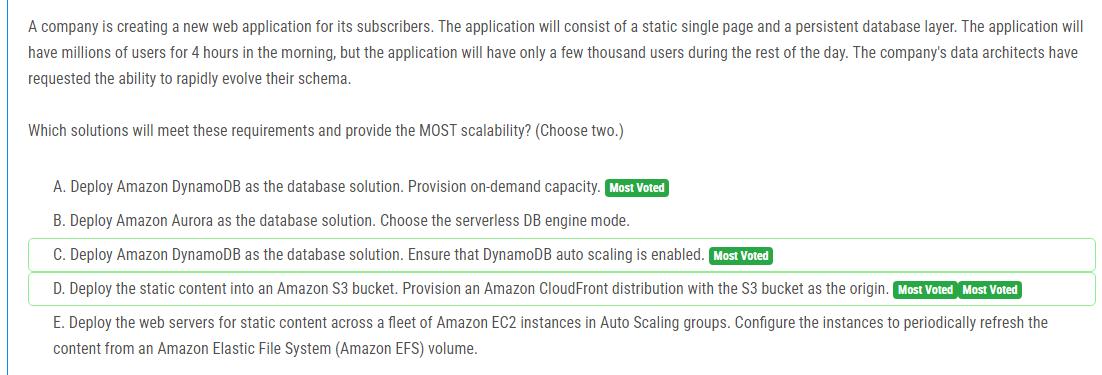 A company is creating a new web application for its subscribers. The application will consist of a static single page and a persistent database layer. The application will
have millions of users for 4 hours in the morning, but the application will have only a few thousand users during the rest of the day. The company's data architects have
requested the ability to rapidly evolve their schema.
Which solutions will meet these requirements and provide the MOST scalability? (Choose two.)
A. Deploy Amazon DynamoDB as the database solution. Provision on-demand capacity. Most Voted
B. Deploy Amazon Aurora as the database solution. Choose the serverless DB engine mode.
C. Deploy Amazon DynamoDB as the database solution. Ensure that DynamoDB auto scaling is enabled. Most Voted
D. Deploy the static content into an Amazon S3 bucket. Provision an Amazon CloudFront distribution with the S3 bucket as the origin. Most Voted Most Voted
E. Deploy the web servers for static content across a fleet of Amazon EC2 instances in Auto Scaling groups. Configure the instances to periodically refresh the
content from an Amazon Elastic File System (Amazon EFS) volume.